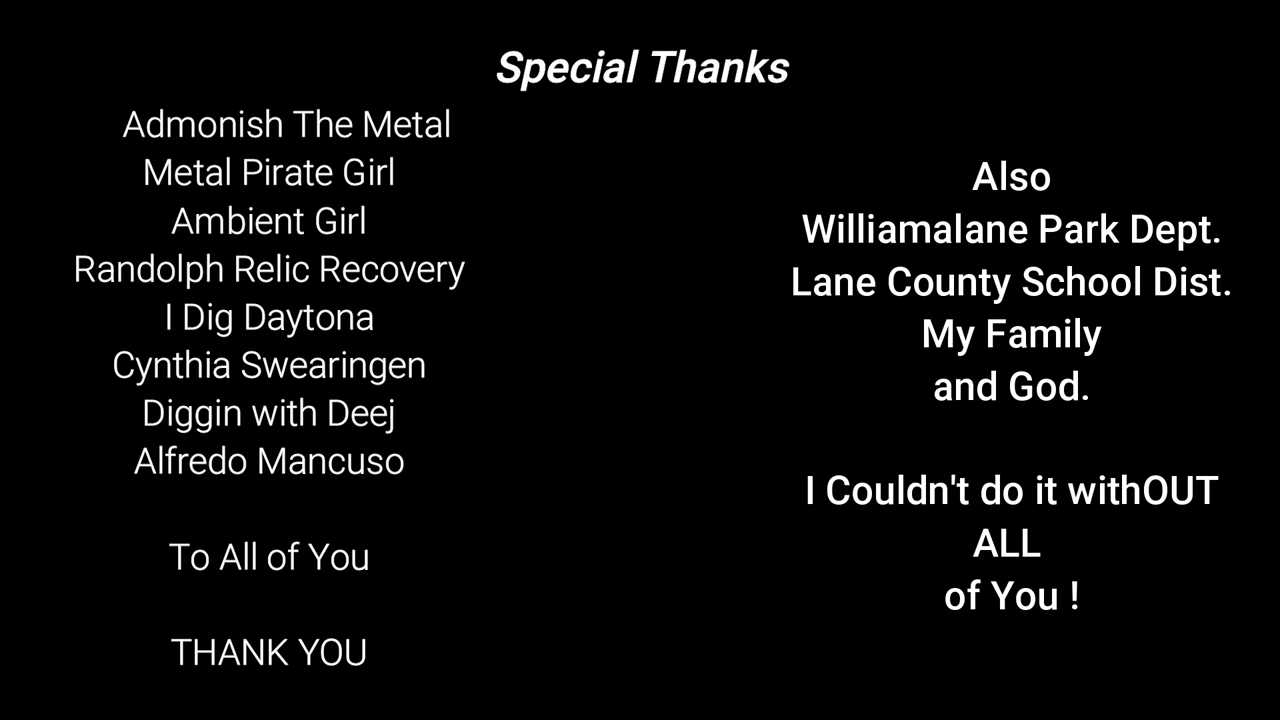 Special Thanks
Admonish The Metal
Metal Pirate Girl
Ambient Girl
Randolph Relic Recovery
I Dig Daytona
Cynthia Swearingen
Diggin with Deej
Alfredo Mancuso
To All of You
THANK YOU
Also
Williamalane Park Dept.
Lane County School Dist.
My Family
and God.
I Couldn't do it withOUT
ALL
of You !